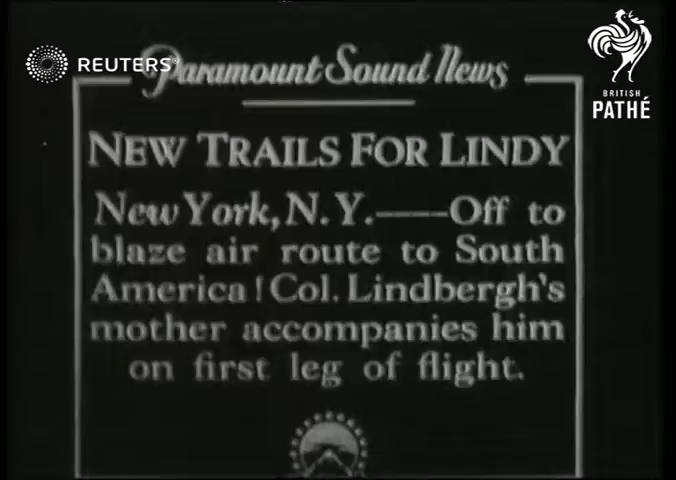 REUTERS
Paramount Sound News
BRITISH
PATHÉ
NEW TRAILS FOR LINDY
New York, N. Y.——Off to
blaze air route to South
America! Col. Lindbergh's
mother accompanies him
on first leg of flight.